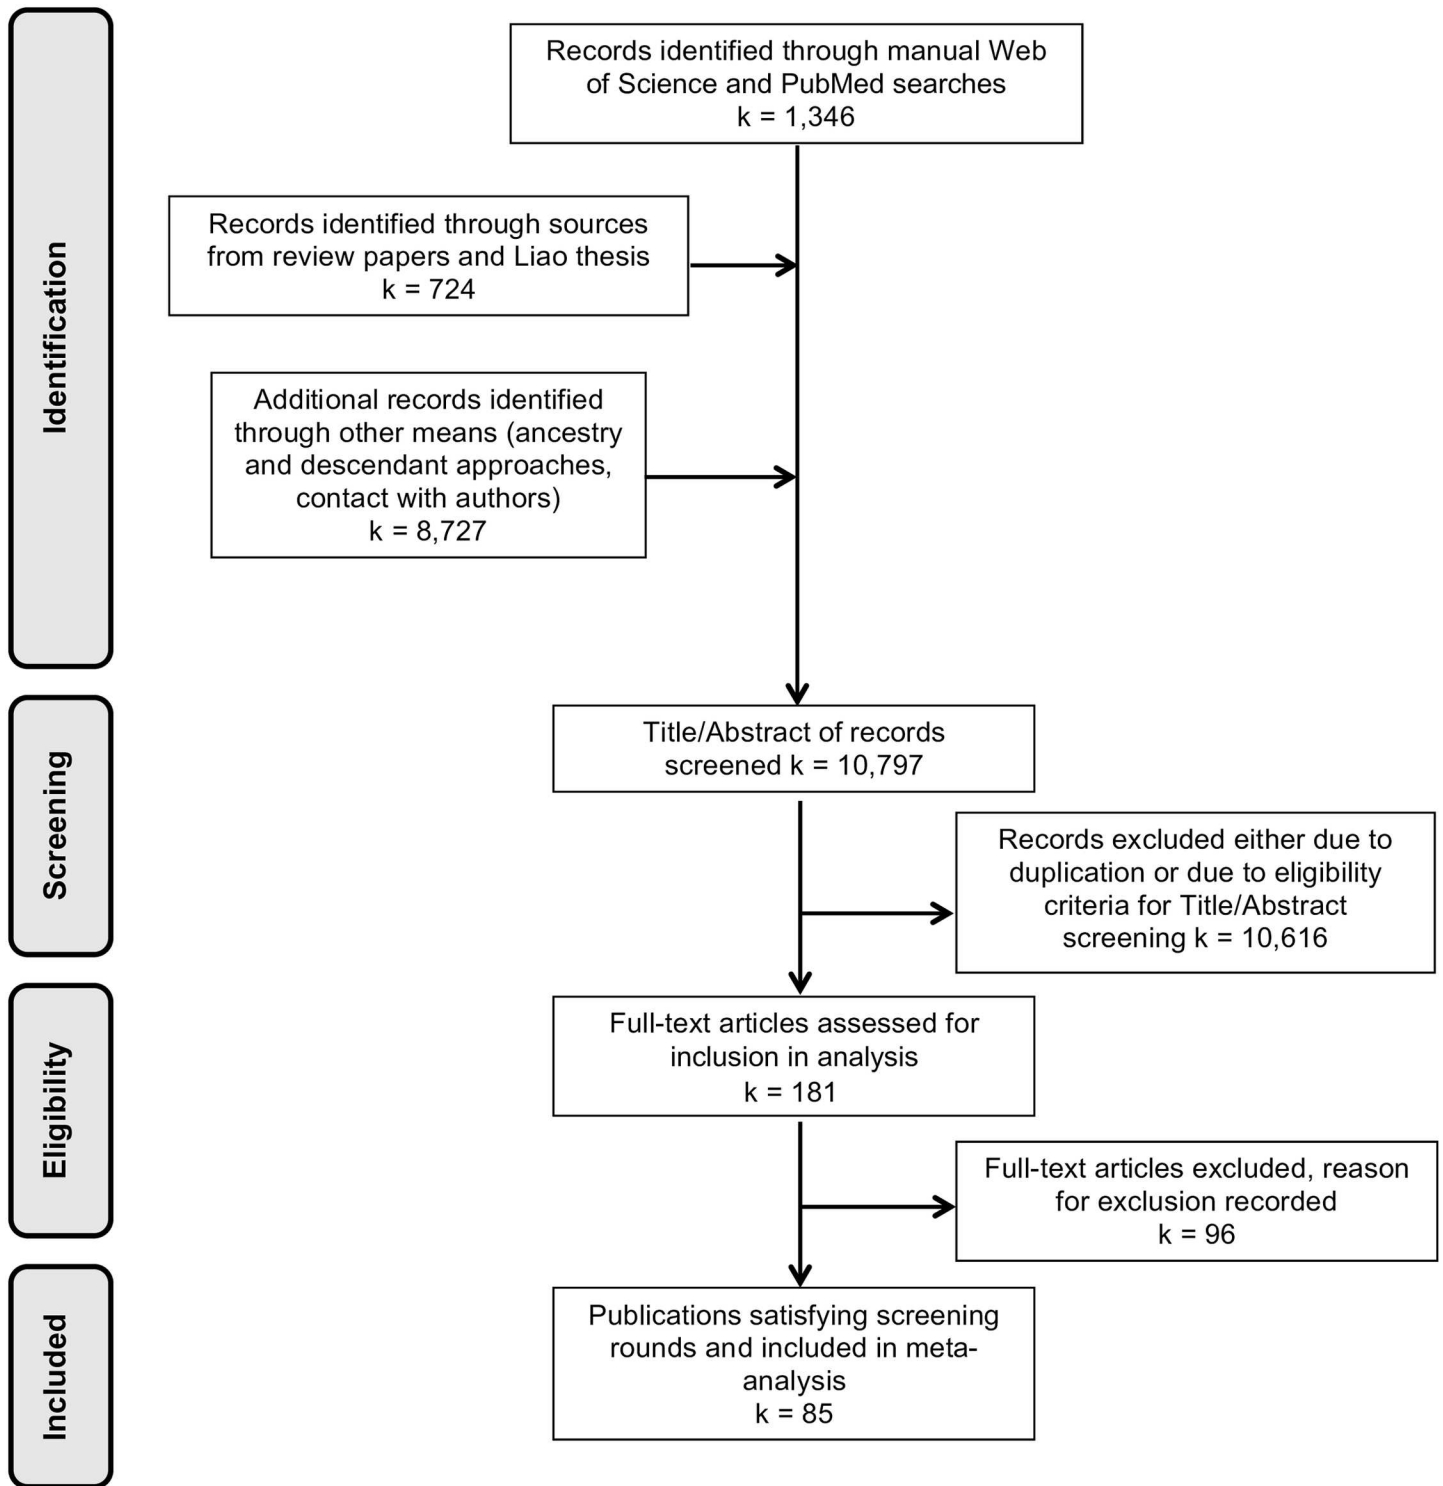 Identification
Records identified through manual Web
of Science and PubMed searches
k = 1,346
Records identified through sources
from review papers and Liao thesis
k = 724
Additional records identified
through other means (ancestry
and descendant approaches,
contact with authors)
k = 8,727
Screening
Title/Abstract of records
screened k = 10,797
Records excluded either due to
duplication or due to eligibility
criteria for Title/Abstract
screening k = 10,616
Eligibility
Full-text articles assessed for
inclusion in analysis
k = 181
Full-text articles excluded, reason
for exclusion recorded
k = 96
Included
Publications satisfying screening
rounds and included in meta-
analysis
k = 85